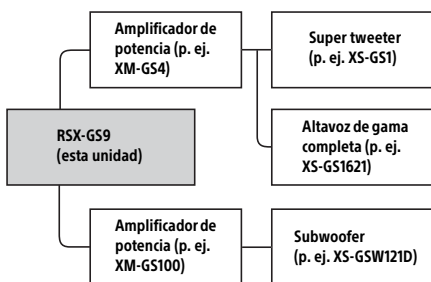 Amplificador de
potencia (p. ej.
XM-GS4)
Super tweeter
(p. ej. XS-GS1)
RSX-GS9
(esta unidad)
Altavoz de gama
completa (p. ej.
XS-GS1621)
Amplificador de
potencia (p. ej.
XM-GS100)
Subwoofer
(p. ej. XS-GSW121D)